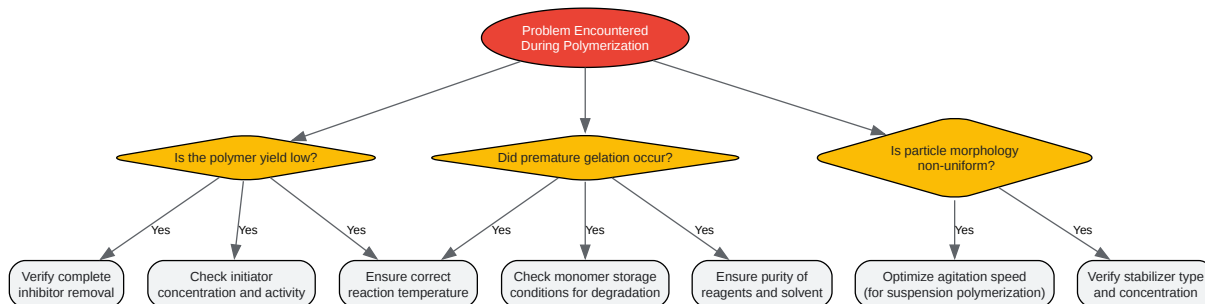 Problem Encountered
During Polymerization
Is the polymer yield low?
Did premature gelation occur?
Is particle morphology
non-uniform?
Yes
Yes
Yes
Yes
Yes
Yes
Yes
Yes
Verify complete
inhibitor removal
Check initiator
concentration and activity
Ensure correct
reaction temperature
Check monomer storage
conditions for degradation
Ensure purity of
reagents and solvent
Optimize agitation speed
(for suspension polymerization)
Verify stabilizer type
and concentration